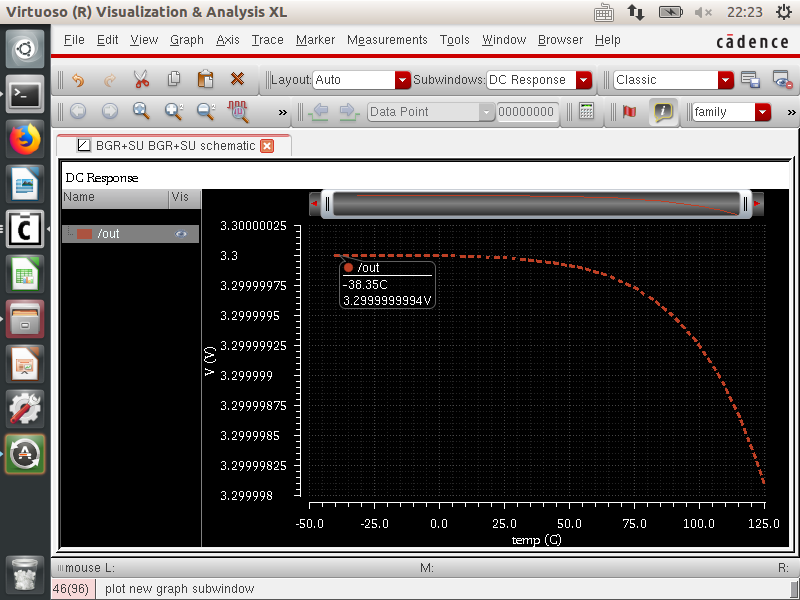 Virtuoso (R) Visualization & Analysis XL
22:23
File Edit View Graph Axis Trace Marker Measurements Tools Window Browser Help
cādence
Layout: Auto Subwindows: DC Response Classic
» Data Point 00000000 family »
BGR+SU BGR+SU schematic
DC Response
Name Vis
/out
3.30000025
3.3
3.29999975
3.2999995
3.29999925
3.299999
3.29999875
3.2999985
3.29999825
3.299998
V (V)
/out
-38.35C
3.2999999994V
-50.0 -25.0 0.0 25.0 50.0 75.0 100.0 125.0
temp (C)
mouse L: M: R:
46(96) plot new graph subwindow